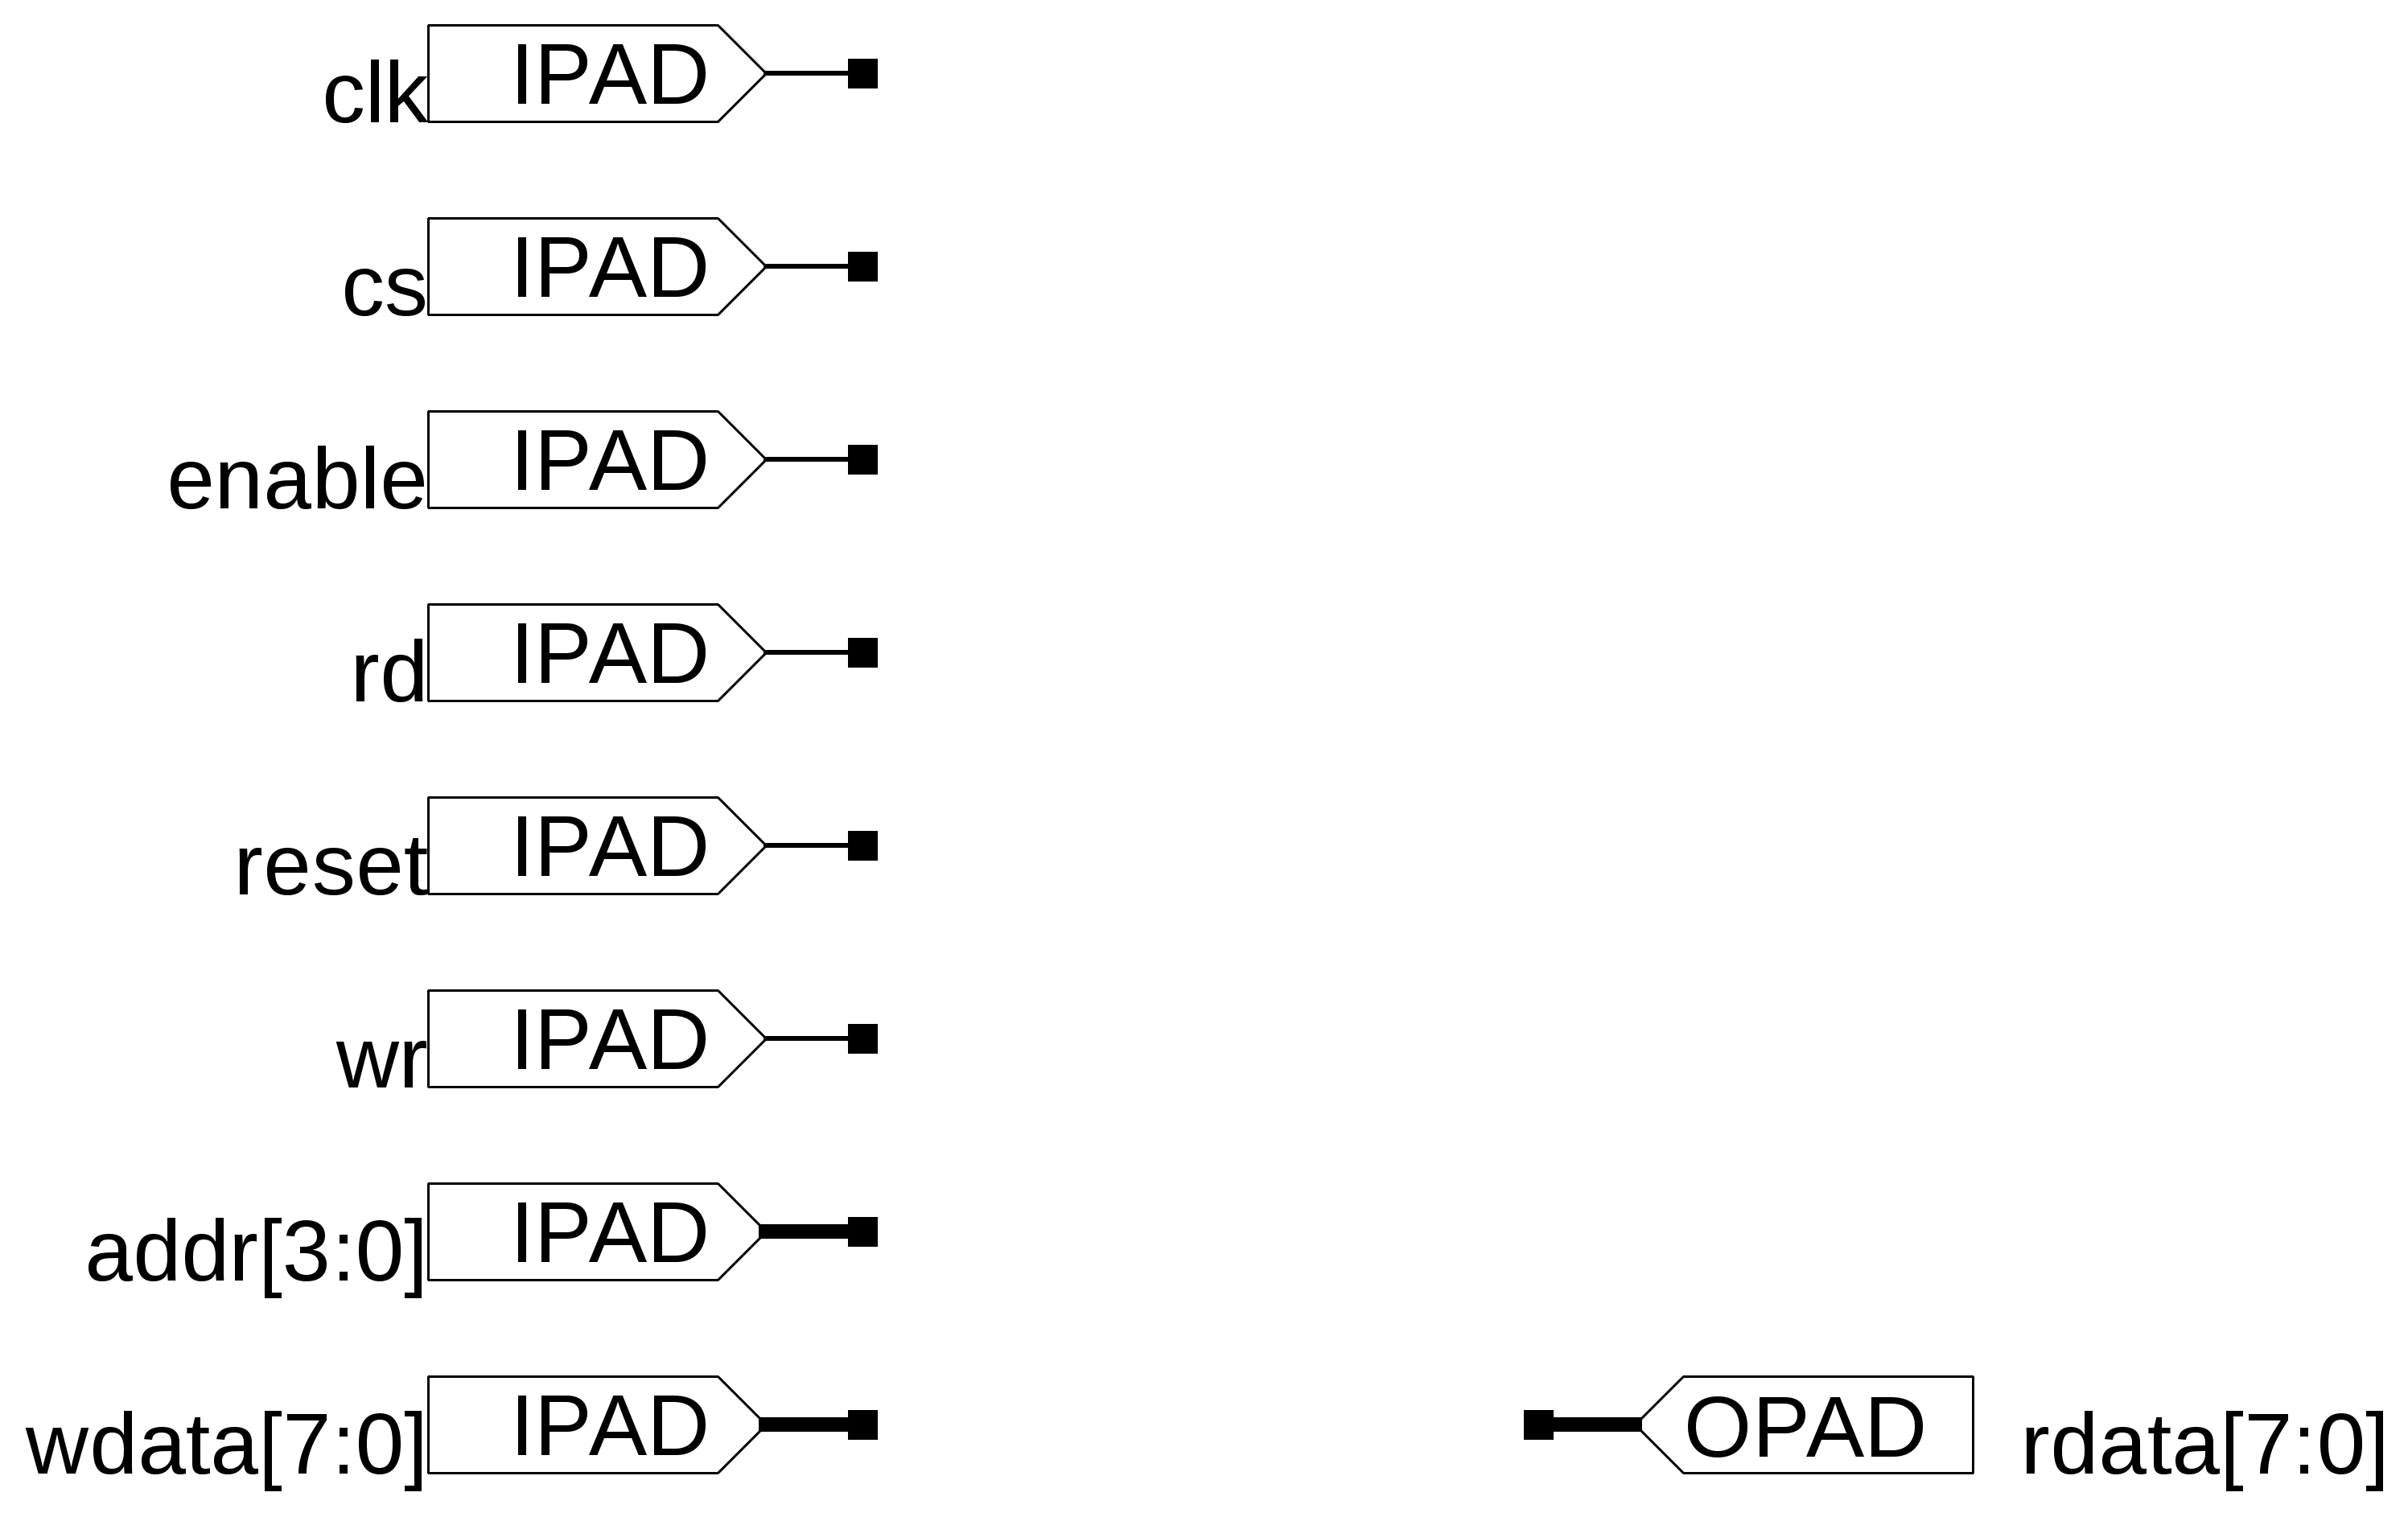 clk IPAD
cs IPAD
enable IPAD
rd IPAD
reset IPAD
wr IPAD
addr[3:0] IPAD
wdata[7:0] IPAD OPAD rdata[7:0]